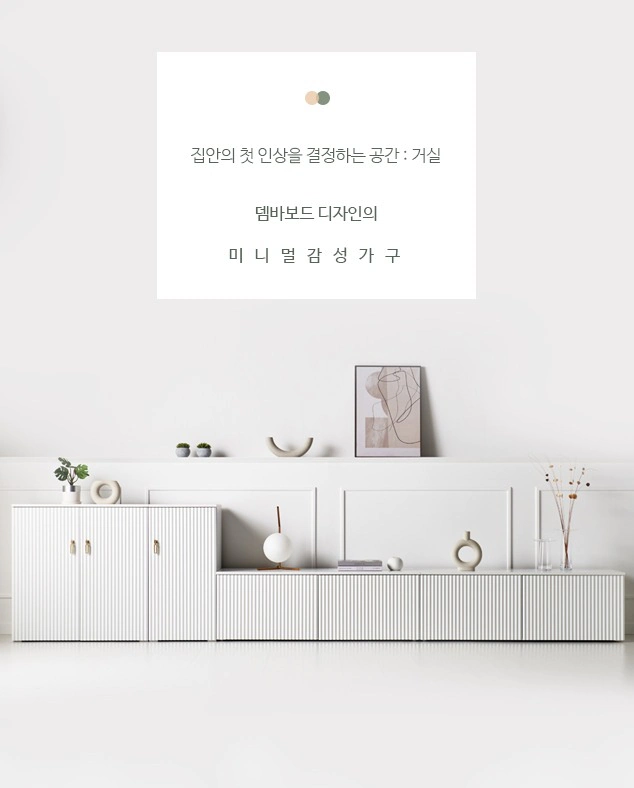 집안의 첫 인상을 결정하는 공간 : 거실
뎀바보드 디자인의
미 니 멀 감 성 가 구